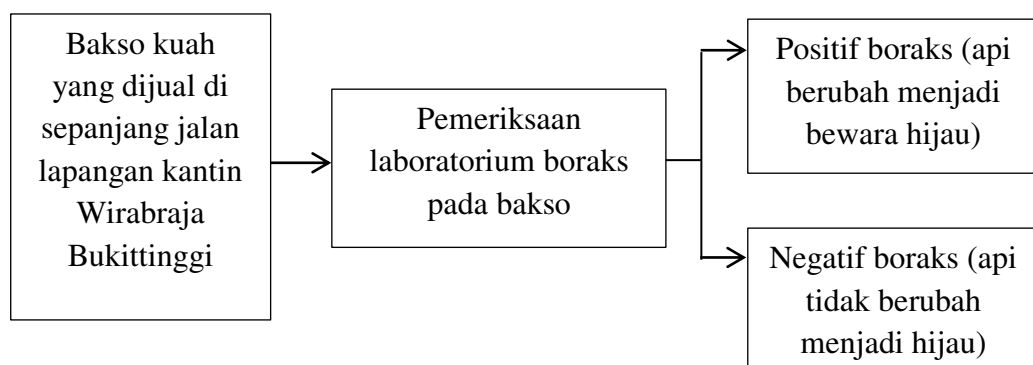 Bakso kuah
yang dijual di
sepanjang jalan
lapangan kantin
Wirabraja
Bukittinggi
Pemeriksaan
laboratorium boraks
pada bakso
Positif boraks (api
berubah menjadi
bewara hijau)
Negatif boraks (api
tidak berubah
menjadi hijau)